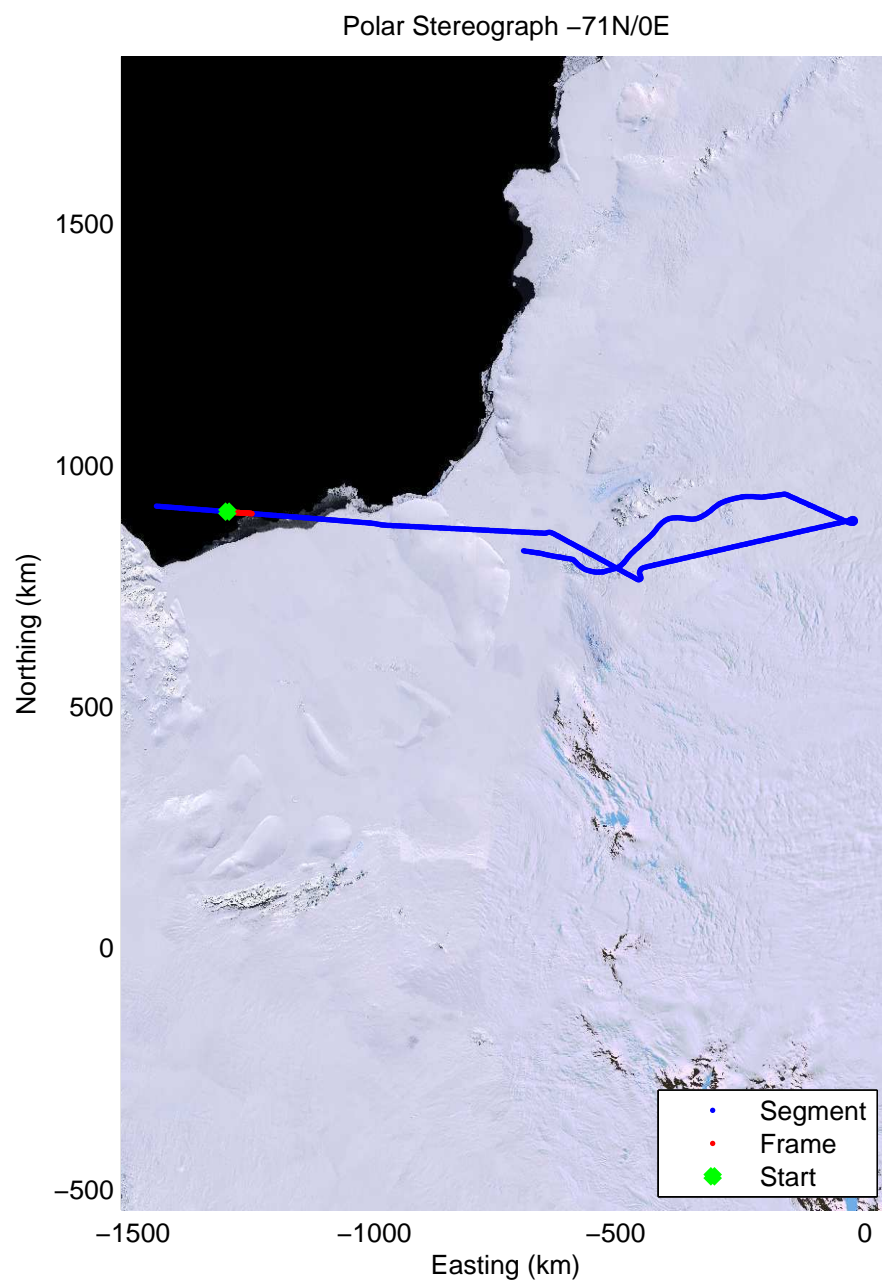 Polar Stereograph −71N/0E
1500
1000
500
0
−500
Northing (km)
−1500
−1000
−500
0
Easting (km)
Segment
Frame
Start